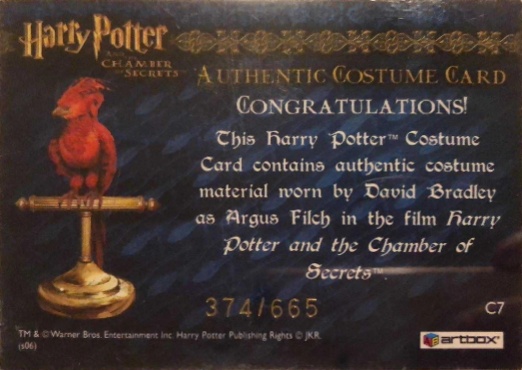 Harry Potter
AND THE
CHAMBER
OF SECRETS
AUTHENTIC COSTUME CARD
CONGRATULATIONS!
This Harry Potter™ Costume
Card contains authentic costume
material worn by David Bradley
as Argus Filch in the film Harry
Potter and the Chamber of
Secrets™.
374/665
C7
TM & © Warner Bros. Entertainment Inc. Harry Potter Publishing Rights © JKR.
(s06)
artbox